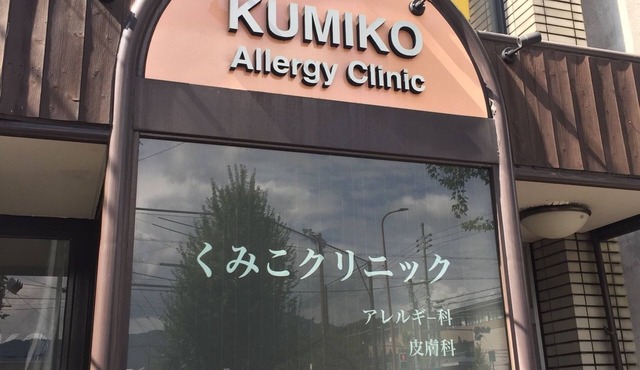 KUMIKO
Allergy Clinic
くみこクリニック
アレルギー科
皮膚科